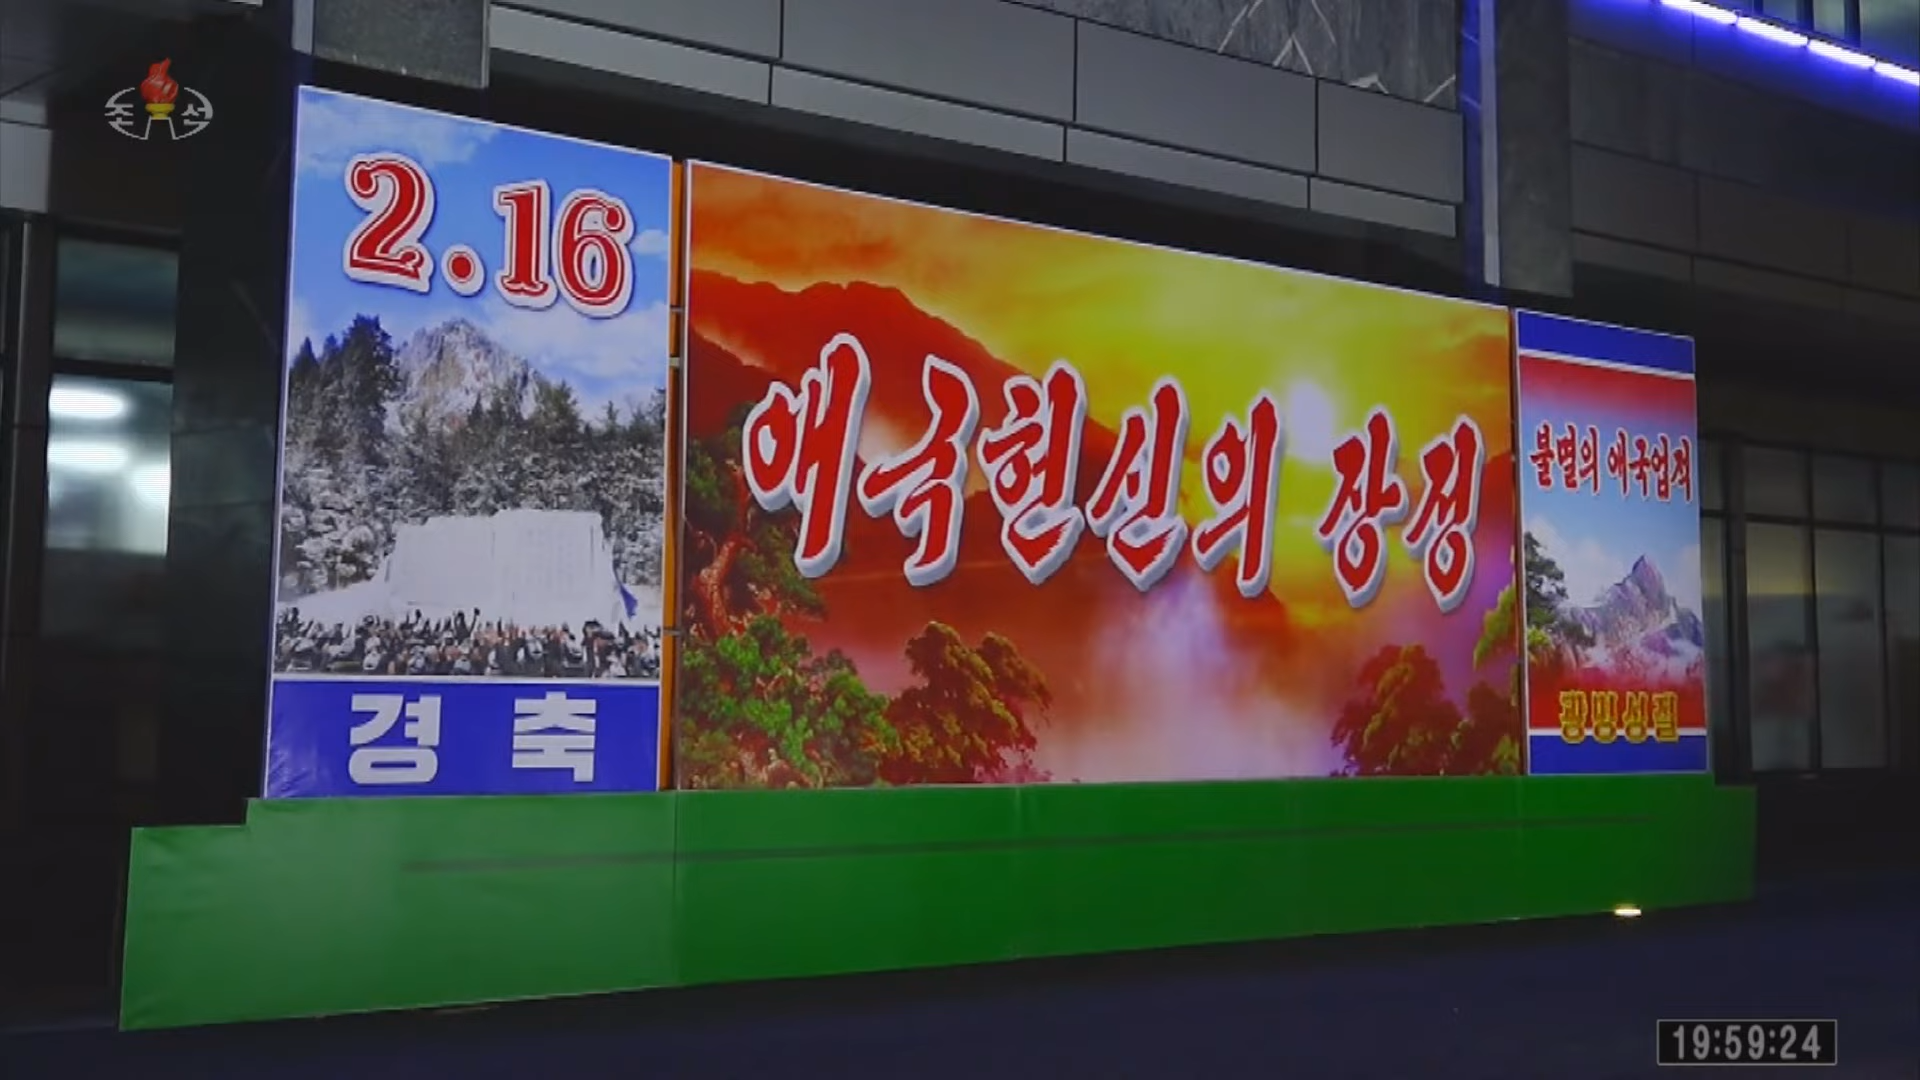 조선
2.16
경축
애국헌신의 장정
불멸의 애국업적
광명성절
19:59:24